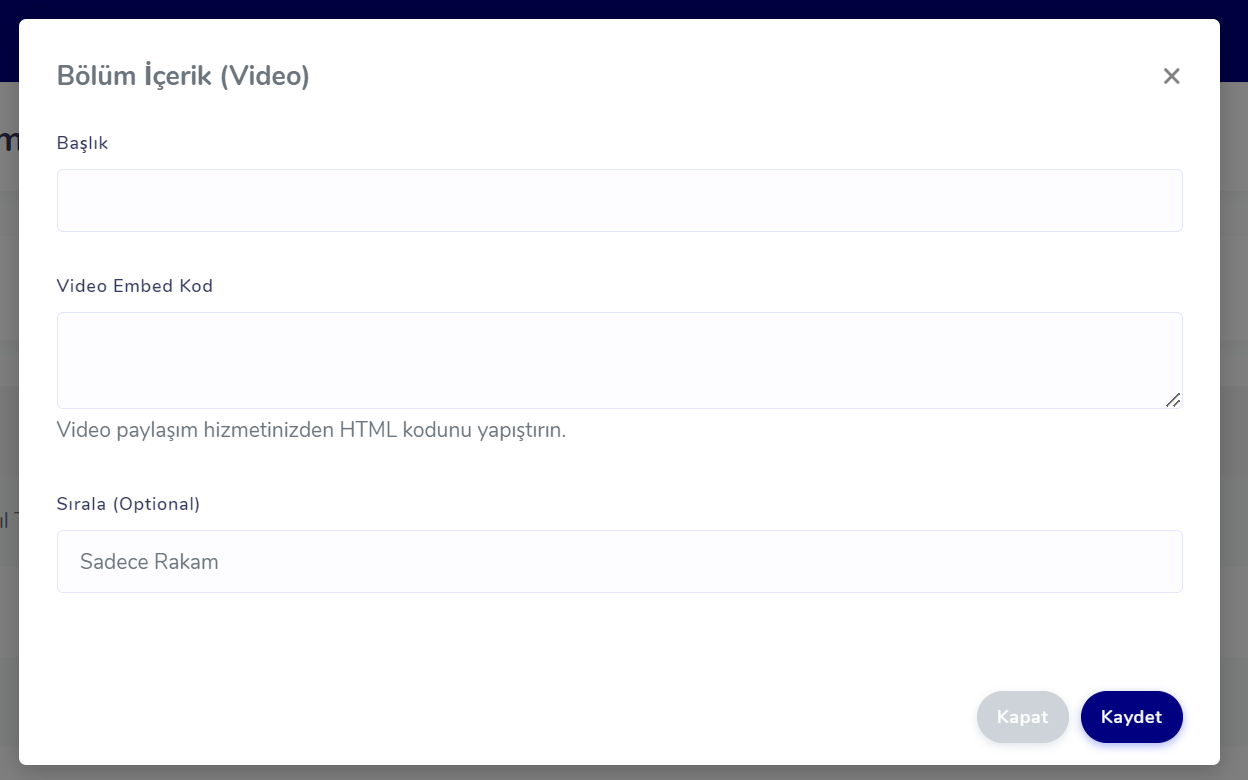 Bölüm İçerik (Video)
×
Başlık
Video Embed Kod
Video paylaşım hizmetinizden HTML kodunu yapıştırın.
Sırala (Optional)
Sadece Rakam
Kapat Kaydet